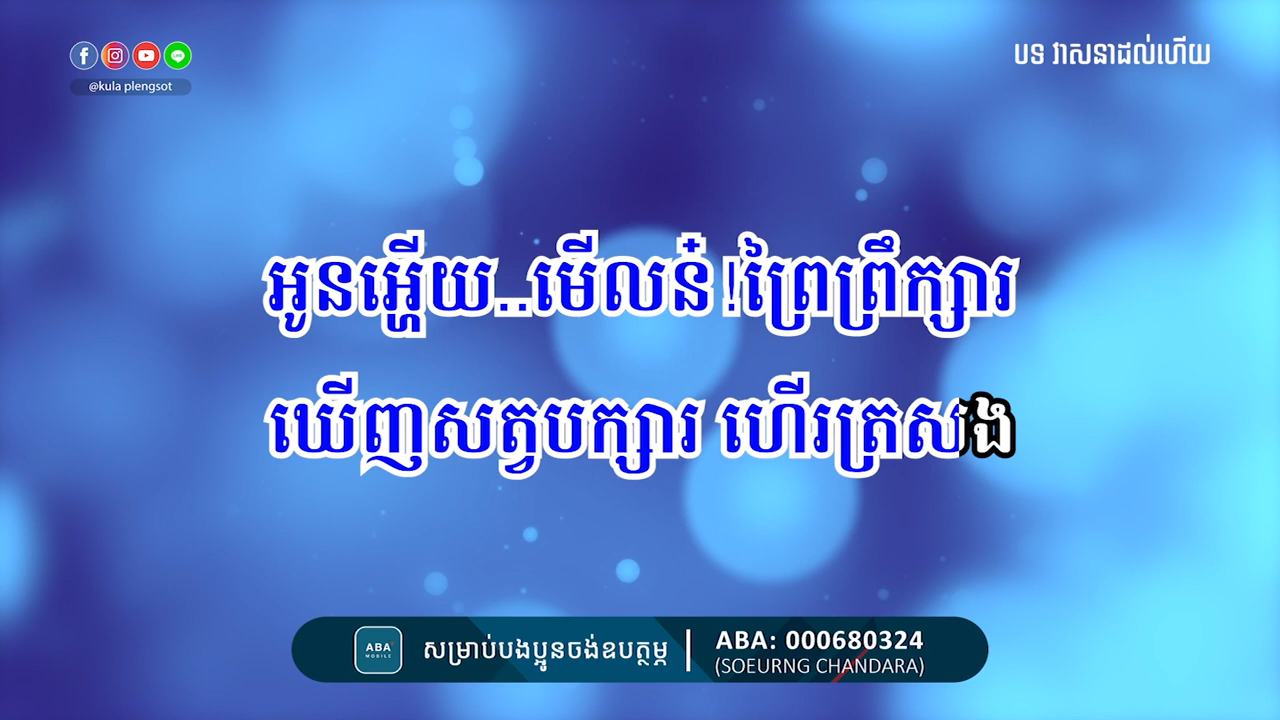 @kula plengsot
បទ វាសនាដល់ហើយ
អូនអ្ហើយ..មើលន៎!ព្រៃព្រឹក្សារ
ឃើញសត្វបក្សារ ហើរត្រសង
ABA MOBILE
សម្រាប់បងប្អូនចង់ឧបត្ថម្ភ
ABA: 000680324
(SOEURNG CHANDARA)